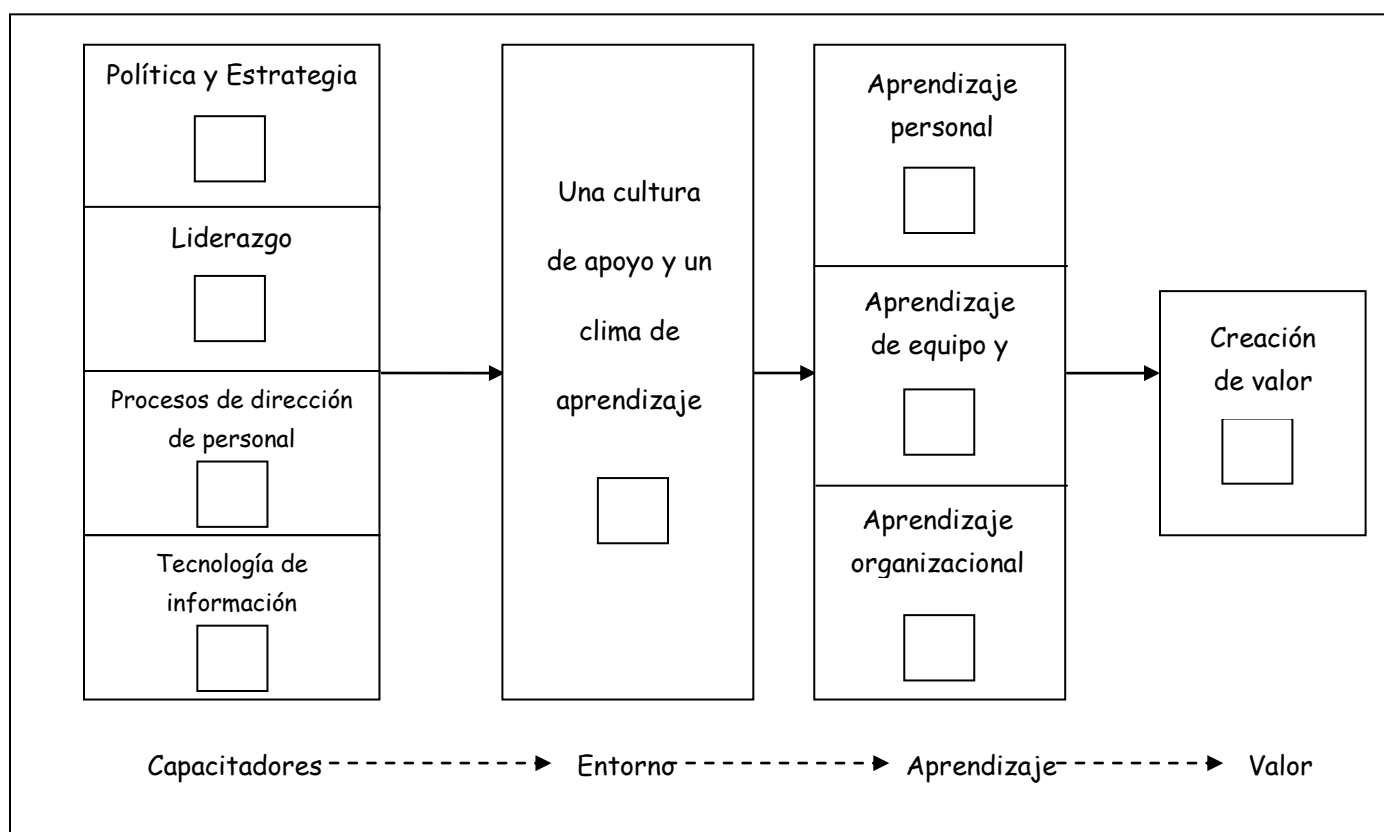 Política y Estrategia
Liderazgo
Procesos de dirección
de personal
Tecnología de
información
Una cultura
de apoyo y un
clima de
aprendizaje
Aprendizaje
personal
Aprendizaje
de equipo y
Aprendizaje
organizacional
Creación
de valor
Capacitadores
Entorno
Aprendizaje
Valor